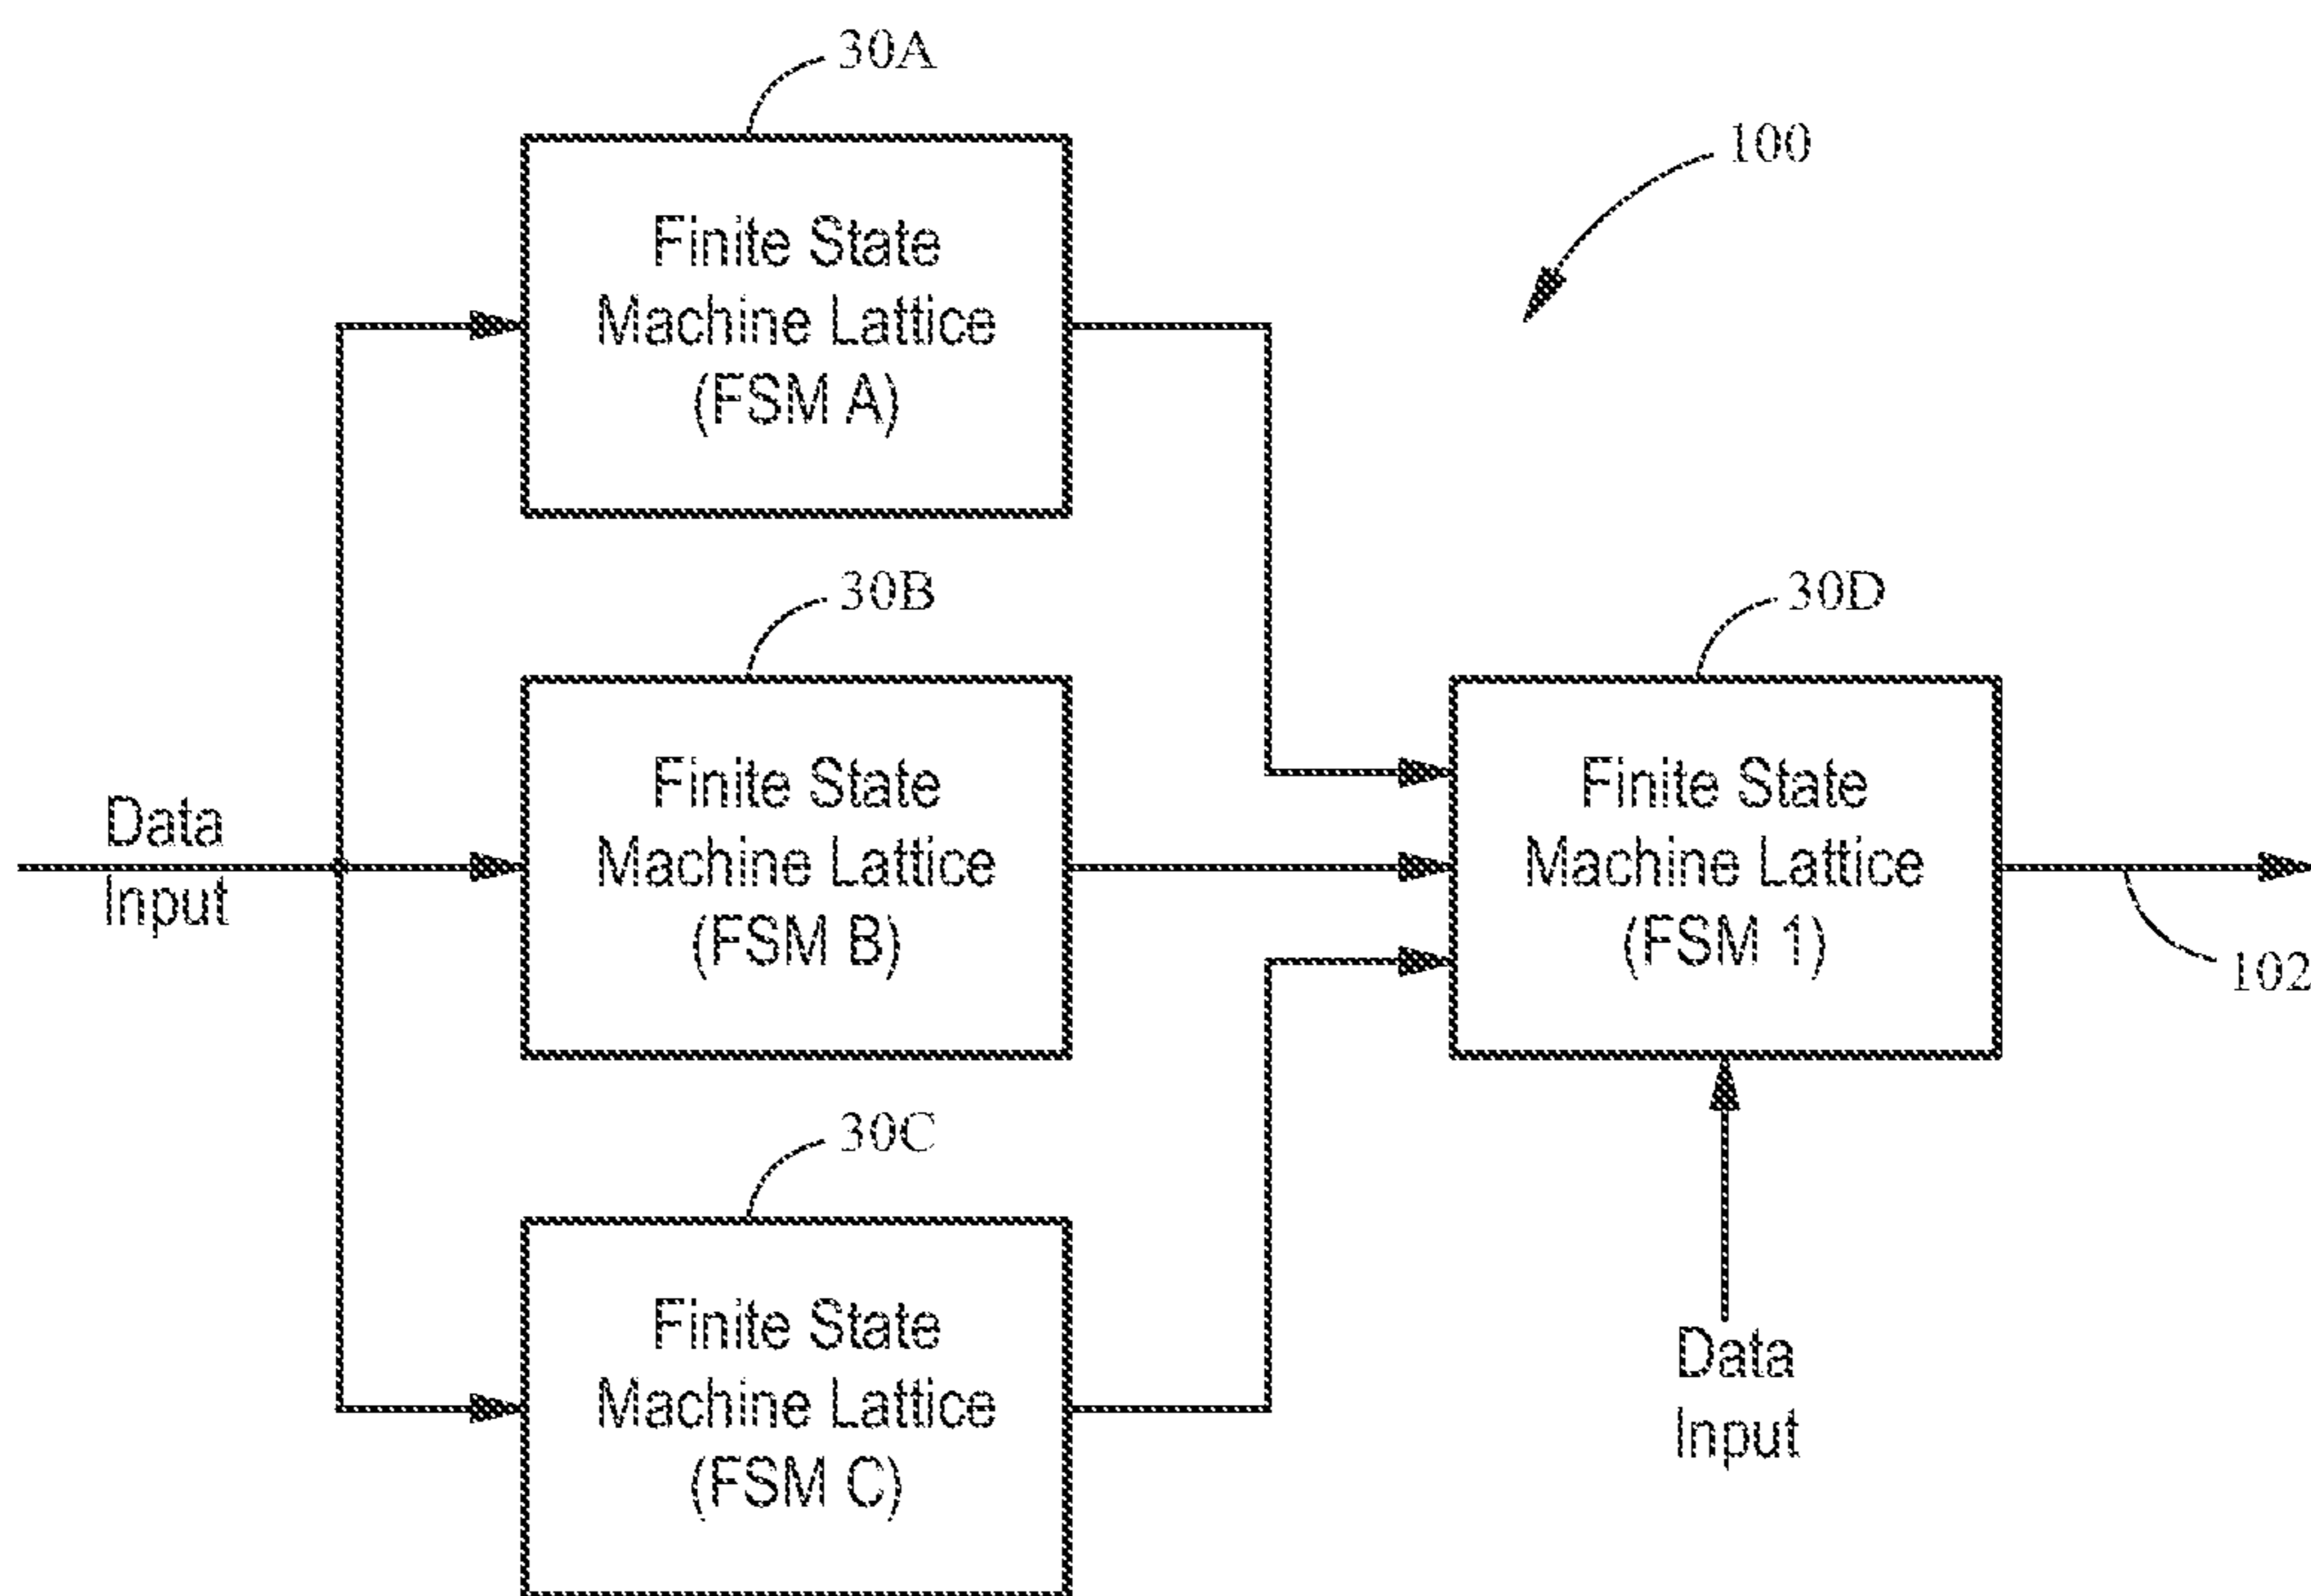 30A
100
Finite State
Machine Lattice
(FSM A)
30B
30D
Data
Input
Finite State
Machine Lattice
(FSM B)
Finite State
Machine Lattice
(FSM 1)
102
30C
Finite State
Machine Lattice
(FSM C)
Data
Input